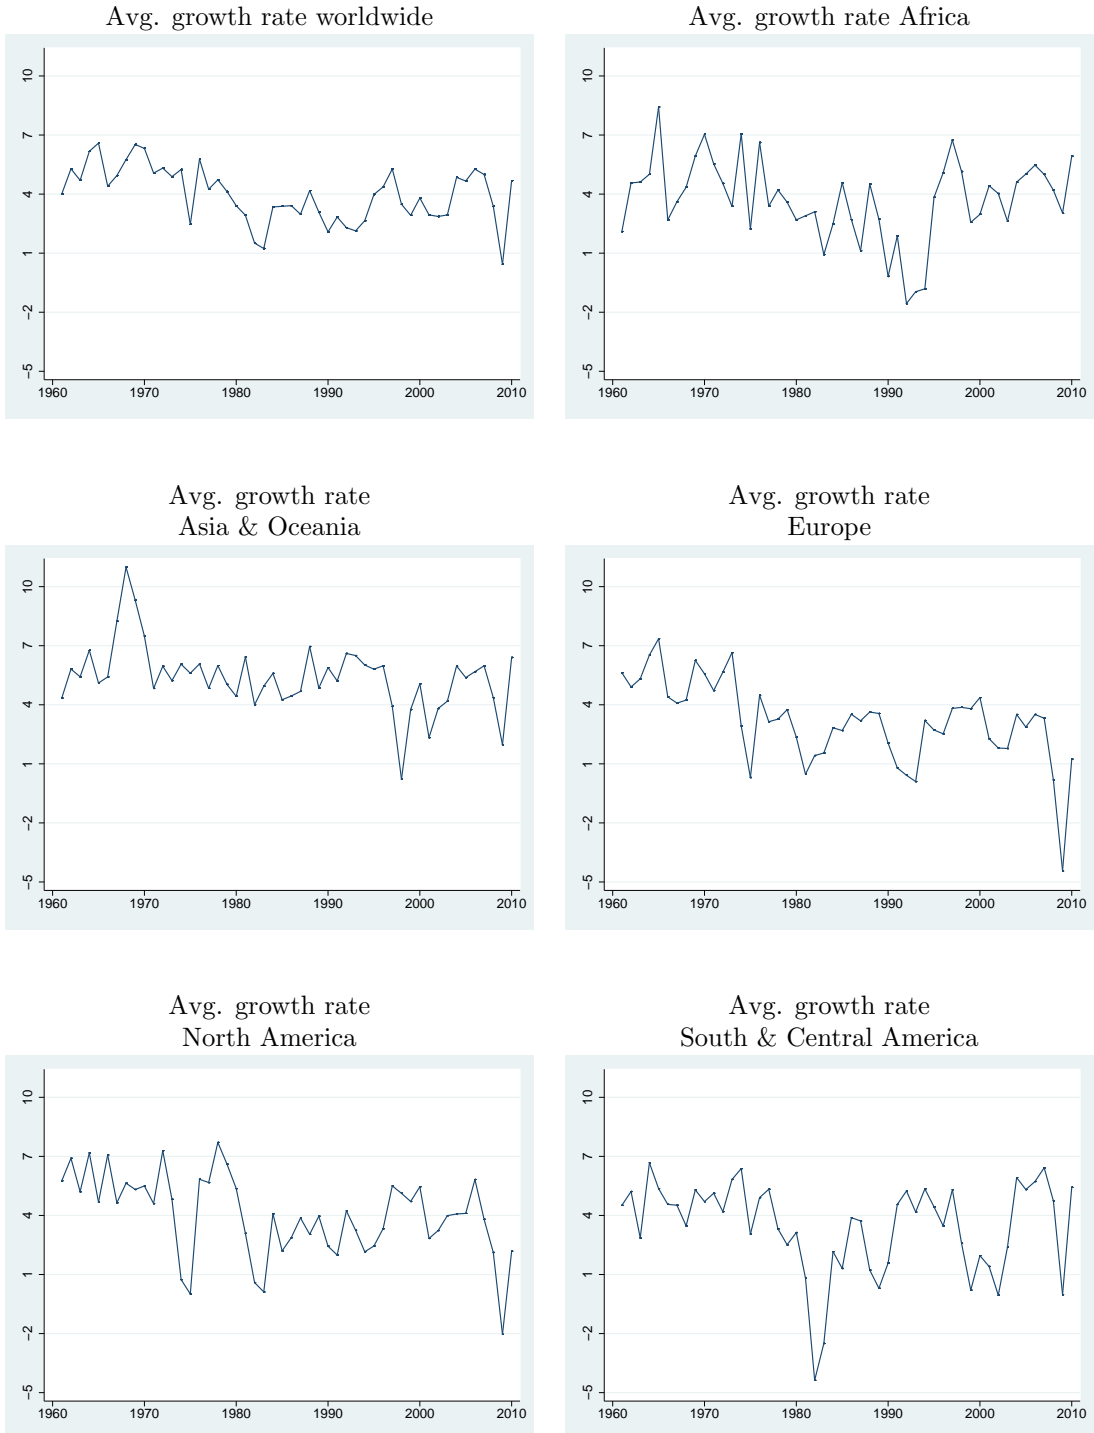 Avg. growth rate worldwide
10
7
4
1
−2
−5
1960 1970 1980 1990 2000 2010
Avg. growth rate Africa
10
7
4
1
−2
−5
1960 1970 1980 1990 2000 2010
Avg. growth rate
Asia & Oceania
10
7
4
1
−2
−5
1960 1970 1980 1990 2000 2010
Avg. growth rate
Europe
10
7
4
1
−2
−5
1960 1970 1980 1990 2000 2010
Avg. growth rate
North America
10
7
4
1
−2
−5
1960 1970 1980 1990 2000 2010
Avg. growth rate
South & Central America
10
7
4
1
−2
−5
1960 1970 1980 1990 2000 2010